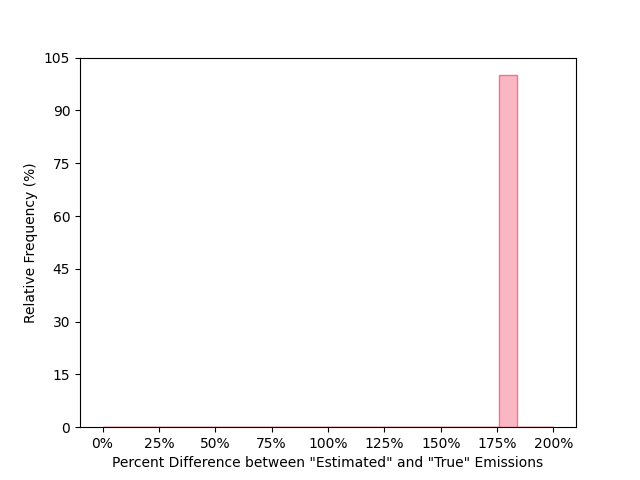 105
90
75
60
45
30
15
0
Relative Frequency (%)
0% 25% 50% 75% 100% 125% 150% 175% 200%
Percent Difference between "Estimated" and "True" Emissions